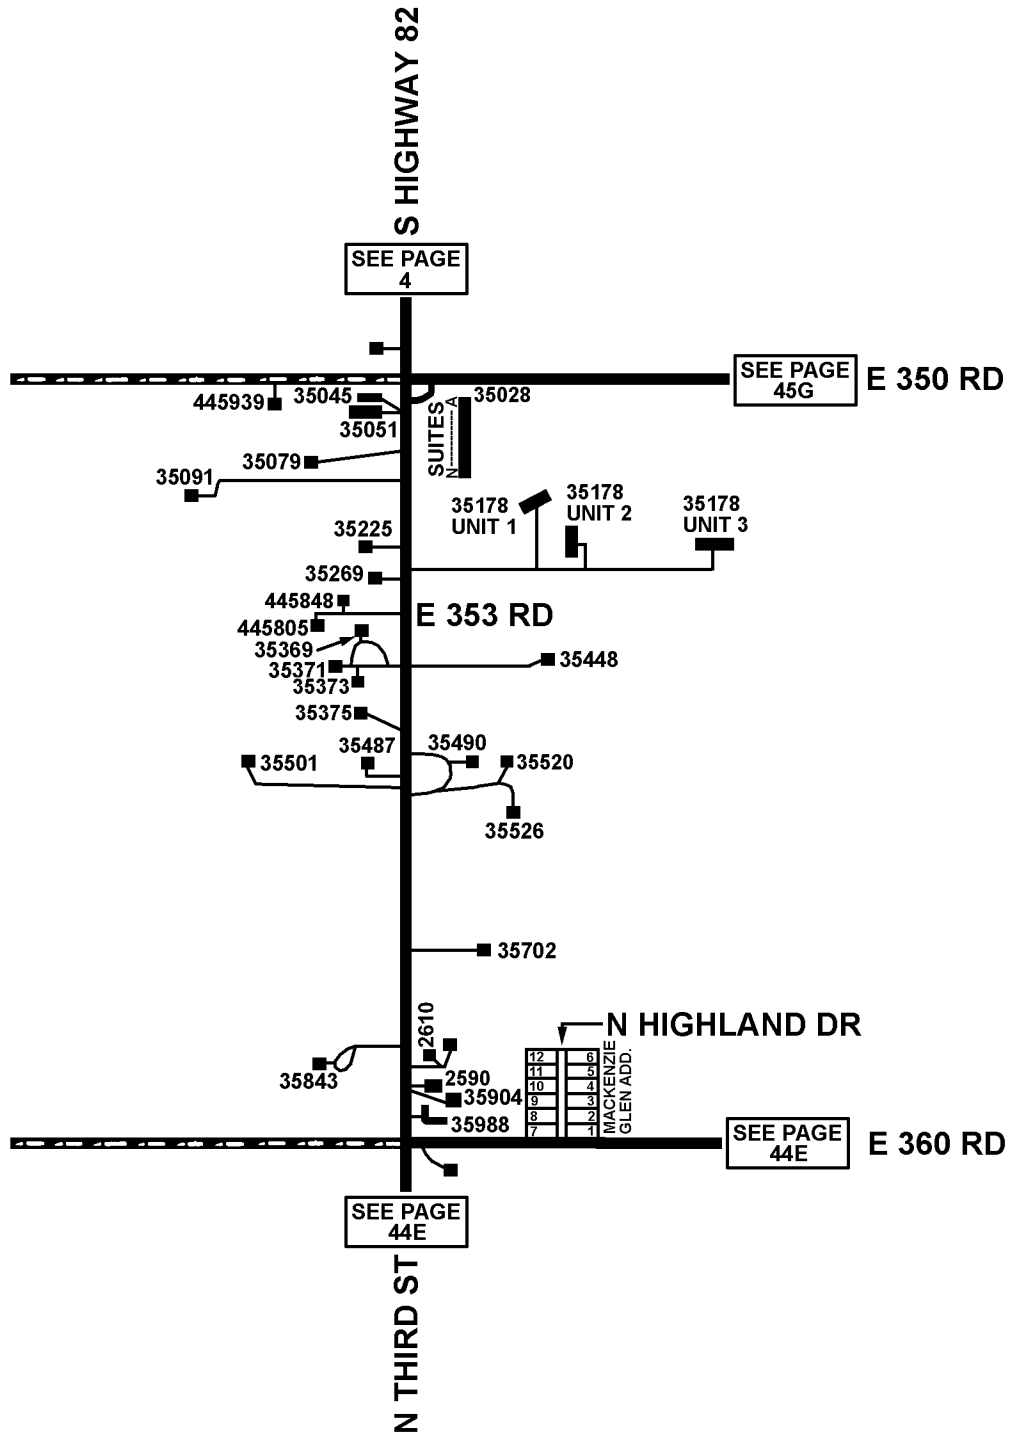 S HIGHWAY 82
SEE PAGE
4
SEE PAGE
45G
E 350 RD
445939
35045
35051
35028
SUITES
N---------A
35079
35091
35178
UNIT 1
35178
UNIT 2
35178
UNIT 3
35225
35269
445848
E 353 RD
445805
35369
35371
35373
35448
35375
35487
35490
35501
35520
35526
35702
2610
N HIGHLAND DR
35843
2590
35904
35988
12
11
10
9
8
7
6
5
4
3
2
1
MACKENZIE
GLEN ADD.
SEE PAGE
44E
E 360 RD
SEE PAGE
44E
N THIRD ST